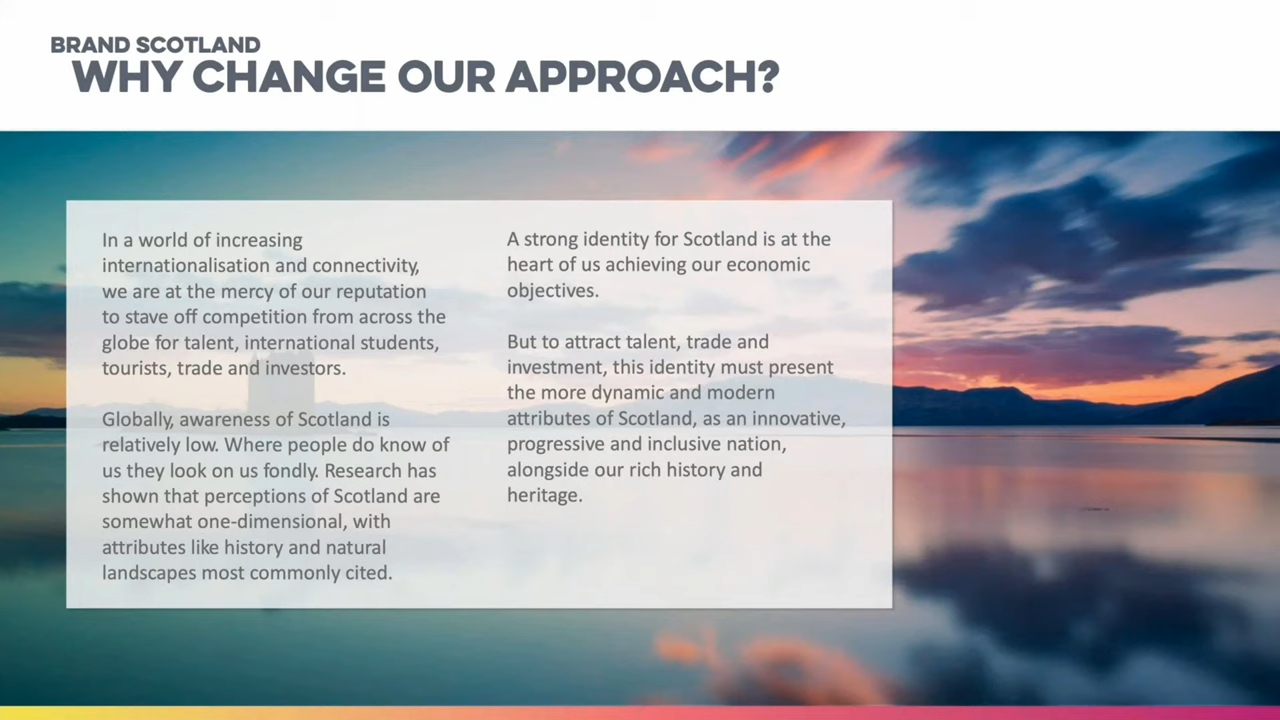 BRAND SCOTLAND
WHY CHANGE OUR APPROACH?
In a world of increasing
internationalisation and connectivity,
we are at the mercy of our reputation
to stave off competition from across the
globe for talent, international students,
tourists, trade and investors.
Globally, awareness of Scotland is
relatively low. Where people do know of
us they look on us fondly. Research has
shown that perceptions of Scotland are
somewhat one-dimensional, with
attributes like history and natural
landscapes most commonly cited.
A strong identity for Scotland is at the
heart of us achieving our economic
objectives.
But to attract talent, trade and
investment, this identity must present
the more dynamic and modern
attributes of Scotland, as an innovative,
progressive and inclusive nation,
alongside our rich history and
heritage.